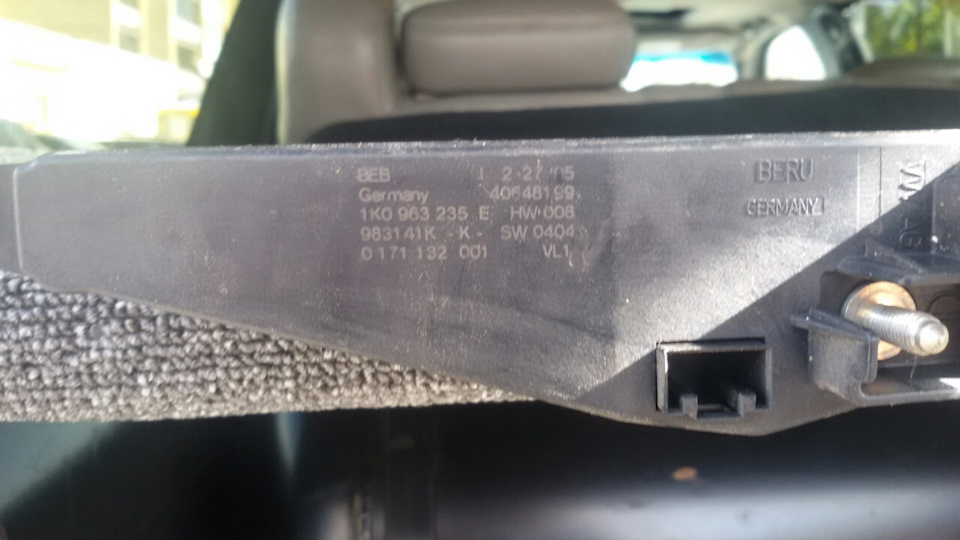 BEB
Germany 40648199
1K0 963 235 E HW 008
983141K - K - SW 0404
0 171 132 001 VL1
BERU
GERMANY